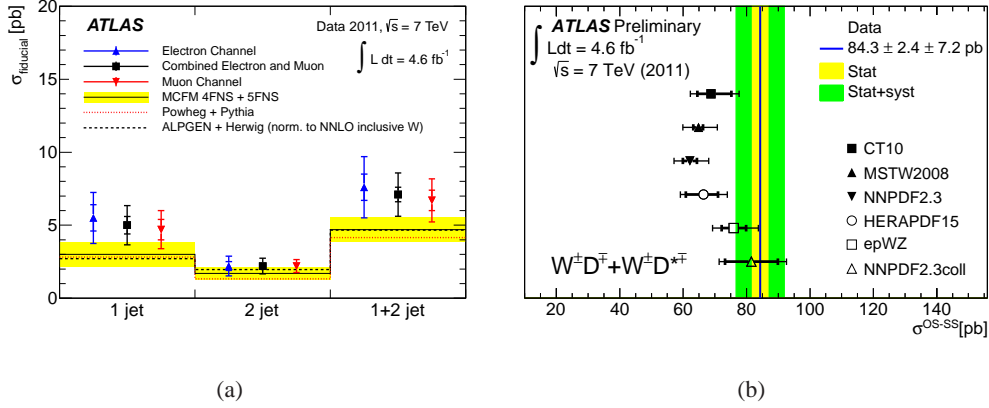 σ_fiducial [pb]
ATLAS
Data 2011, √s = 7 TeV
∫ L dt = 4.6 fb⁻¹
Electron Channel
Combined Electron and Muon
Muon Channel
MCFM 4FNS + 5FNS
Powheg + Pythia
ALPGEN + Herwig (norm. to NNLO inclusive W)
20
15
10
5
0
1 jet
2 jet
1+2 jet
(a)
ATLAS Preliminary
∫ Ldt = 4.6 fb⁻¹
√s = 7 TeV (2011)
Data
84.3 ± 2.4 ± 7.2 pb
Stat
Stat+syst
CT10
MSTW2008
NNPDF2.3
HERAPDF15
epWZ
NNPDF2.3coll
W±D∓+W±D*∓
20 40 60 80 100 120 140
σ^OS-SS[pb]
(b)